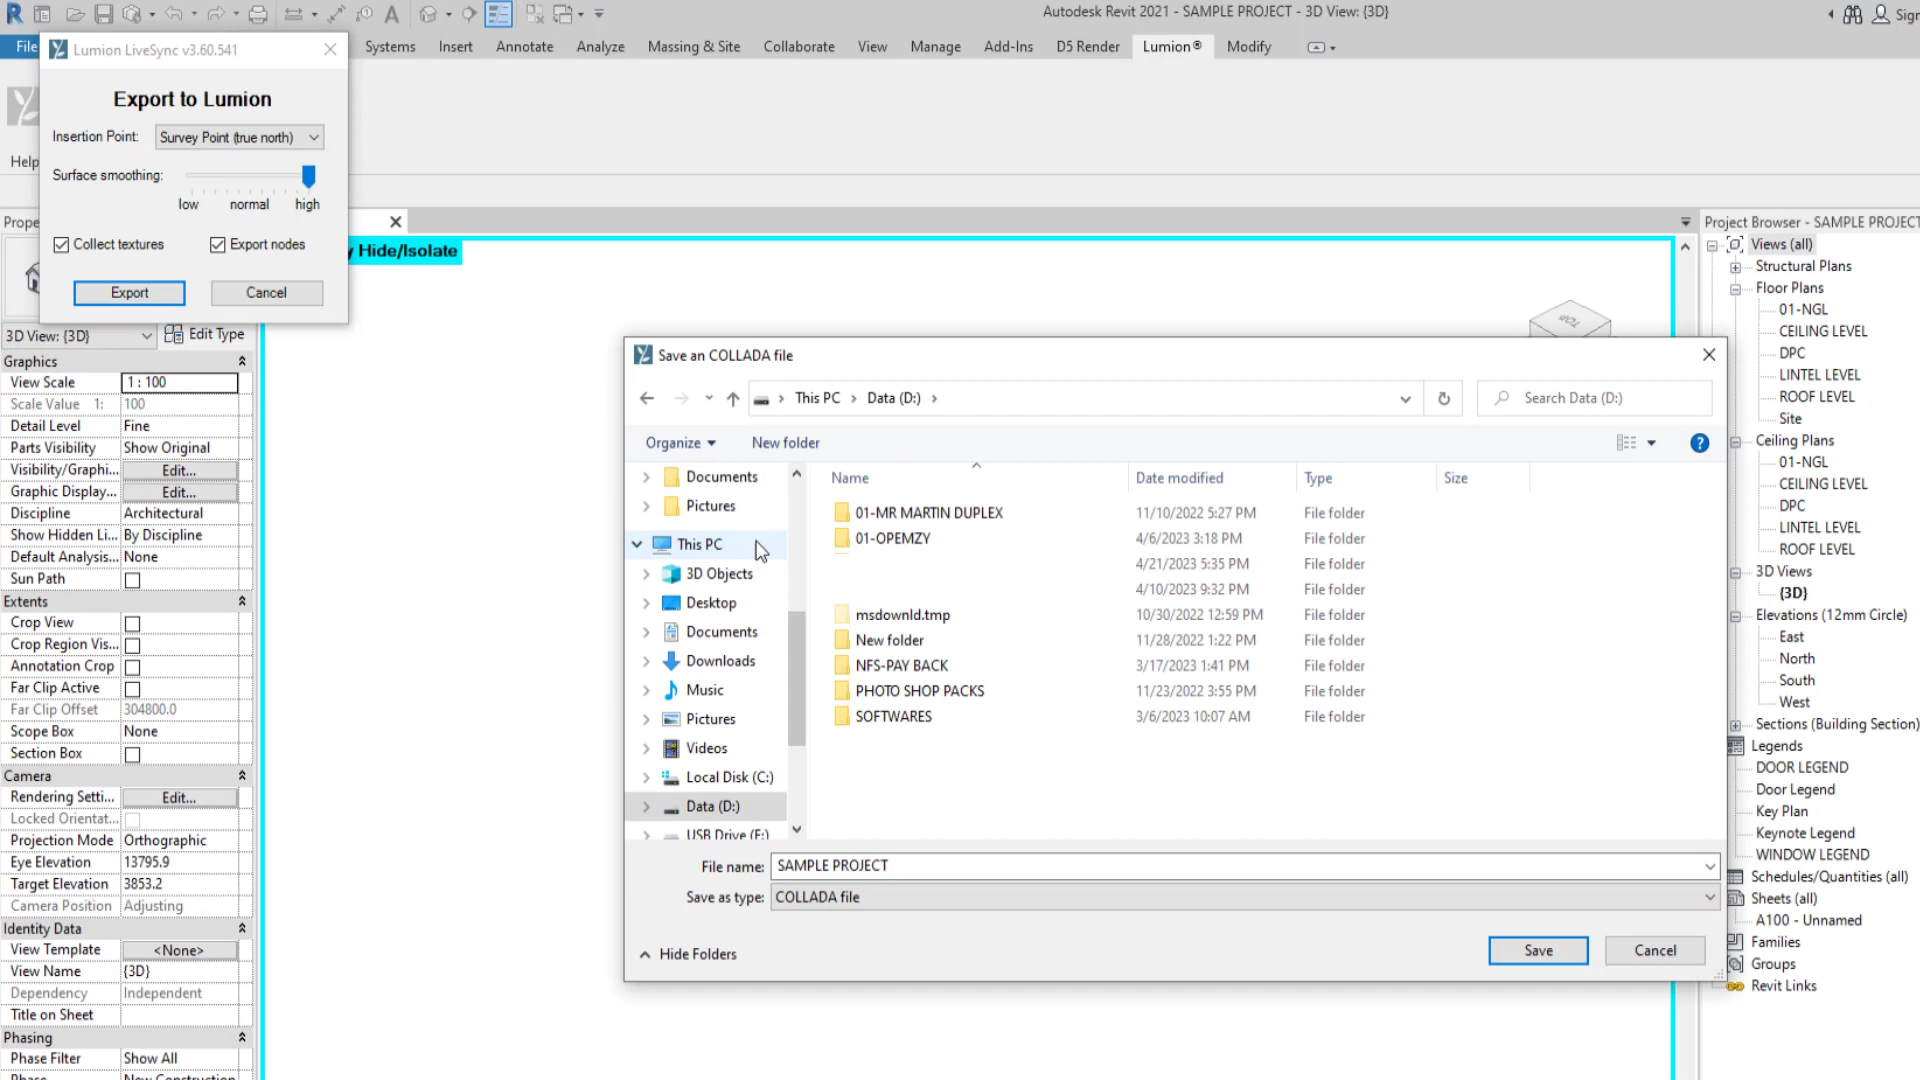 Autodesk Revit 2021 - SAMPLE PROJECT - 3D View: {3D}
File
Systems
Insert
Annotate
Analyze
Massing & Site
Collaborate
View
Manage
Add-Ins
D5 Render
Lumion®
Modify
Lumion LiveSync v3.60.541
Export to Lumion
Insertion Point:
Survey Point (true north)
Surface smoothing:
low normal high
Collect textures
Export nodes
Export
Cancel
Help
y Hide/Isolate
3D View: {3D}
Edit Type
Graphics
View Scale 1 : 100
Scale Value 1: 100
Detail Level Fine
Parts Visibility Show Original
Visibility/Graphi... Edit...
Graphic Display... Edit...
Discipline Architectural
Show Hidden Li... By Discipline
Default Analysis... None
Sun Path
Extents
Crop View
Crop Region Vis...
Annotation Crop
Far Clip Active
Far Clip Offset 304800.0
Scope Box None
Section Box
Camera
Rendering Setti... Edit...
Locked Orientat...
Projection Mode Orthographic
Eye Elevation 13795.9
Target Elevation 3853.2
Camera Position Adjusting
Identity Data
View Template <None>
View Name {3D}
Dependency Independent
Title on Sheet
Phasing
Phase Filter Show All
Phase New Construction
Save an COLLADA file
This PC
Data (D:)
Search Data (D:)
Organize
New folder
Documents
Pictures
This PC
3D Objects
Desktop
Documents
Downloads
Music
Pictures
Videos
Local Disk (C:)
Data (D:)
USB Drive (F:)
Name Date modified Type Size
01-MR MARTIN DUPLEX 11/10/2022 5:27 PM File folder
01-OPEMZY 4/6/2023 3:18 PM File folder
4/21/2023 5:35 PM File folder
4/10/2023 9:32 PM File folder
msdownld.tmp 10/30/2022 12:59 PM File folder
New folder 11/28/2022 1:22 PM File folder
NFS-PAY BACK 3/17/2023 1:41 PM File folder
PHOTO SHOP PACKS 11/23/2022 3:55 PM File folder
SOFTWARES 3/6/2023 10:07 AM File folder
File name: SAMPLE PROJECT
Save as type: COLLADA file
Hide Folders
Save
Cancel
Project Browser - SAMPLE PROJECT
Views (all)
Structural Plans
Floor Plans
01-NGL
CEILING LEVEL
DPC
LINTEL LEVEL
ROOF LEVEL
Site
Ceiling Plans
01-NGL
CEILING LEVEL
DPC
LINTEL LEVEL
ROOF LEVEL
3D Views
{3D}
Elevations (12mm Circle)
East
North
South
West
Sections (Building Section)
Legends
DOOR LEGEND
Door Legend
Key Plan
Keynote Legend
WINDOW LEGEND
Schedules/Quantities (all)
Sheets (all)
A100 - Unnamed
Families
Groups
Revit Links